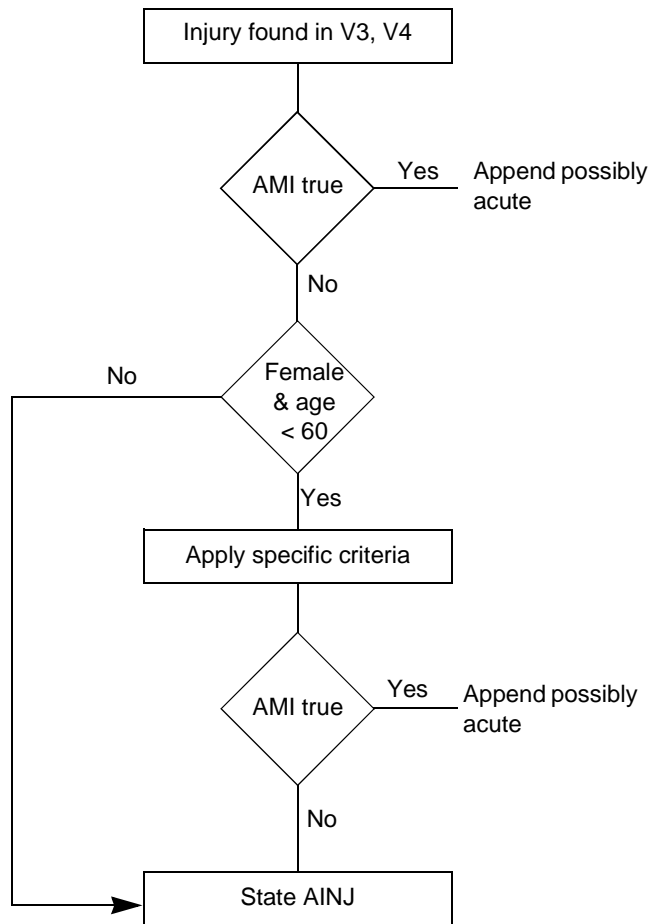 Injury found in V3, V4
AMI true
Yes
Append possibly
acute
No
No
Female
& age
< 60
Yes
Apply specific criteria
AMI true
Yes
Append possibly
acute
No
State AINJ